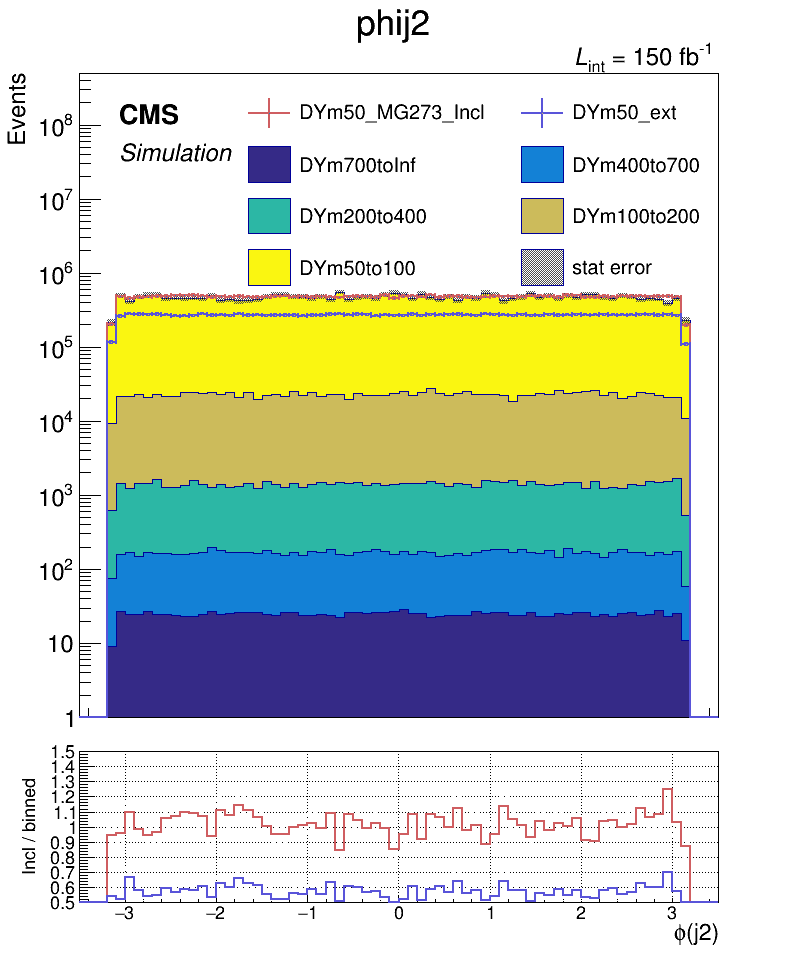 phij2
L_int = 150 fb^-1
Events
CMS
Simulation
DYm50_MG273_Incl
DYm50_ext
DYm700toInf
DYm400to700
DYm200to400
DYm100to200
DYm50to100
stat error
10^8
10^7
10^6
10^5
10^4
10^3
10^2
10
1
Incl / binned
1.5
1.4
1.3
1.2
1.1
1
0.9
0.8
0.7
0.6
0.5
−3 −2 −1 0 1 2 3
ϕ(j2)